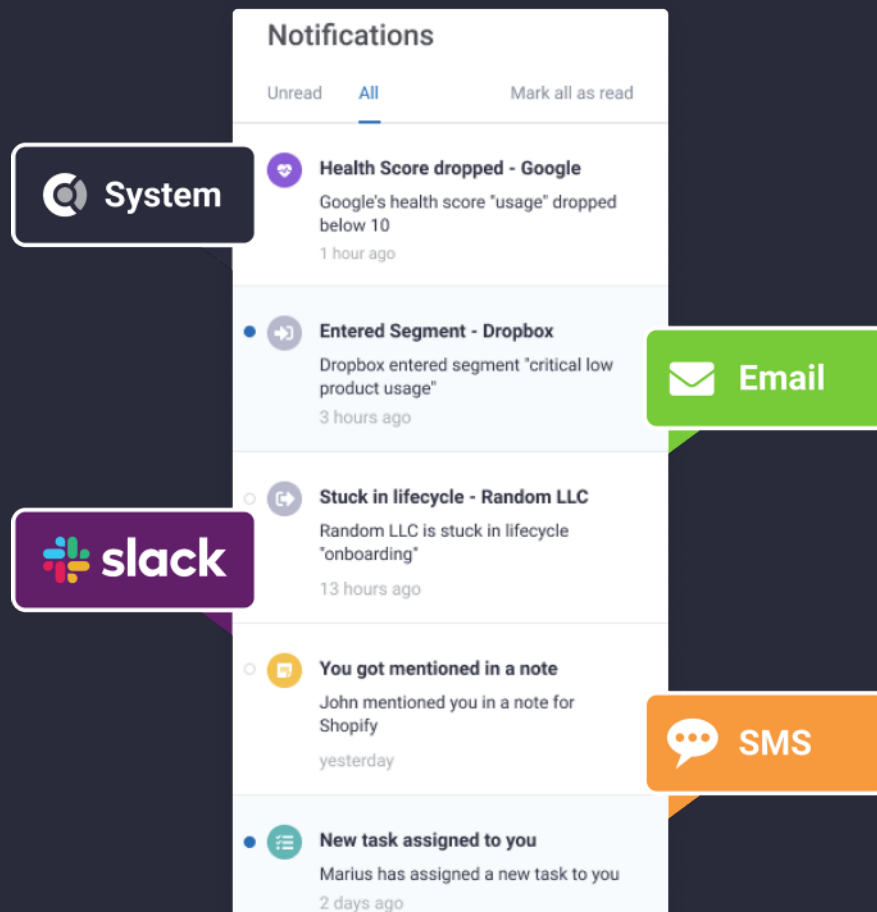 Notifications
Unread All Mark all as read
System
Health Score dropped - Google
Google's health score "usage" dropped
below 10
1 hour ago
Entered Segment - Dropbox
Dropbox entered segment "critical low
product usage"
3 hours ago
Email
Stuck in lifecycle - Random LLC
Random LLC is stuck in lifecycle
"onboarding"
13 hours ago
slack
You got mentioned in a note
John mentioned you in a note for
Shopify
yesterday
SMS
New task assigned to you
Marius has assigned a new task to you
2 days ago